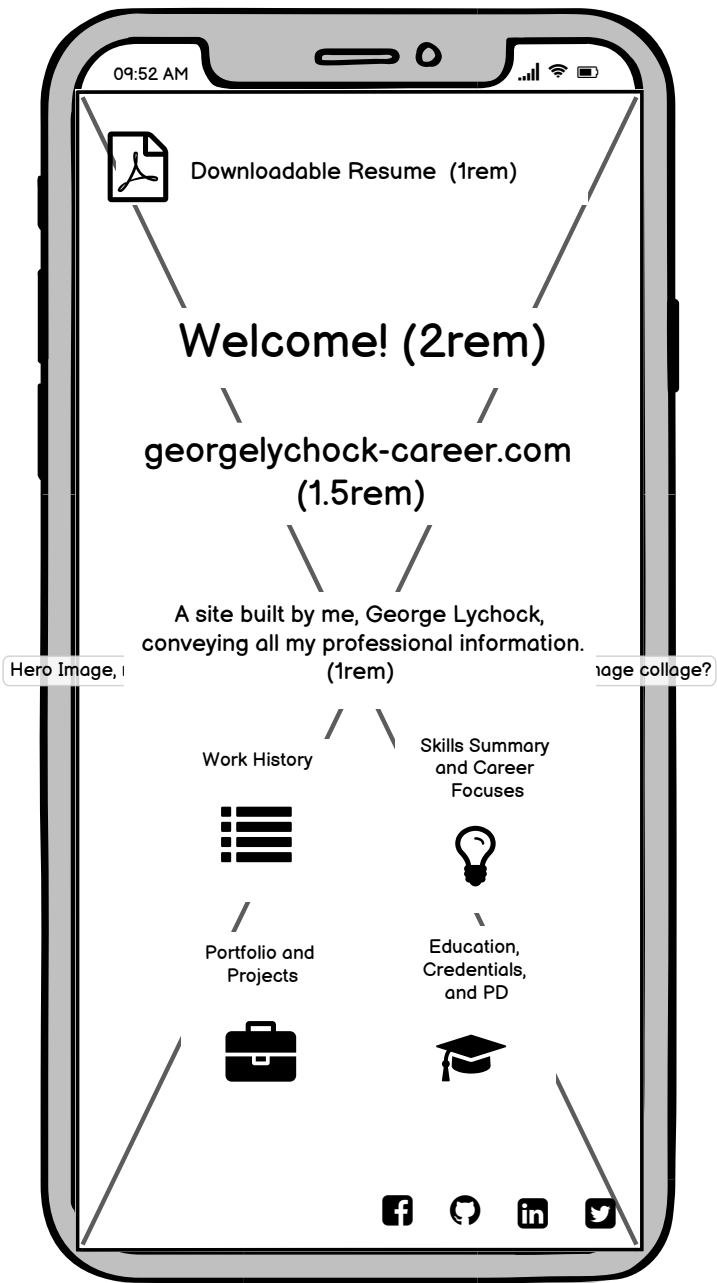 09:52 AM
Downloadable Resume (1rem)
Welcome! (2rem)
georgelychock-career.com
(1.5rem)
A site built by me, George Lychock,
conveying all my professional information.
(1rem)
Hero Image,
collage?
Work History
Skills Summary
and Career
Focuses
Portfolio and
Projects
Education,
Credentials,
and PD
in